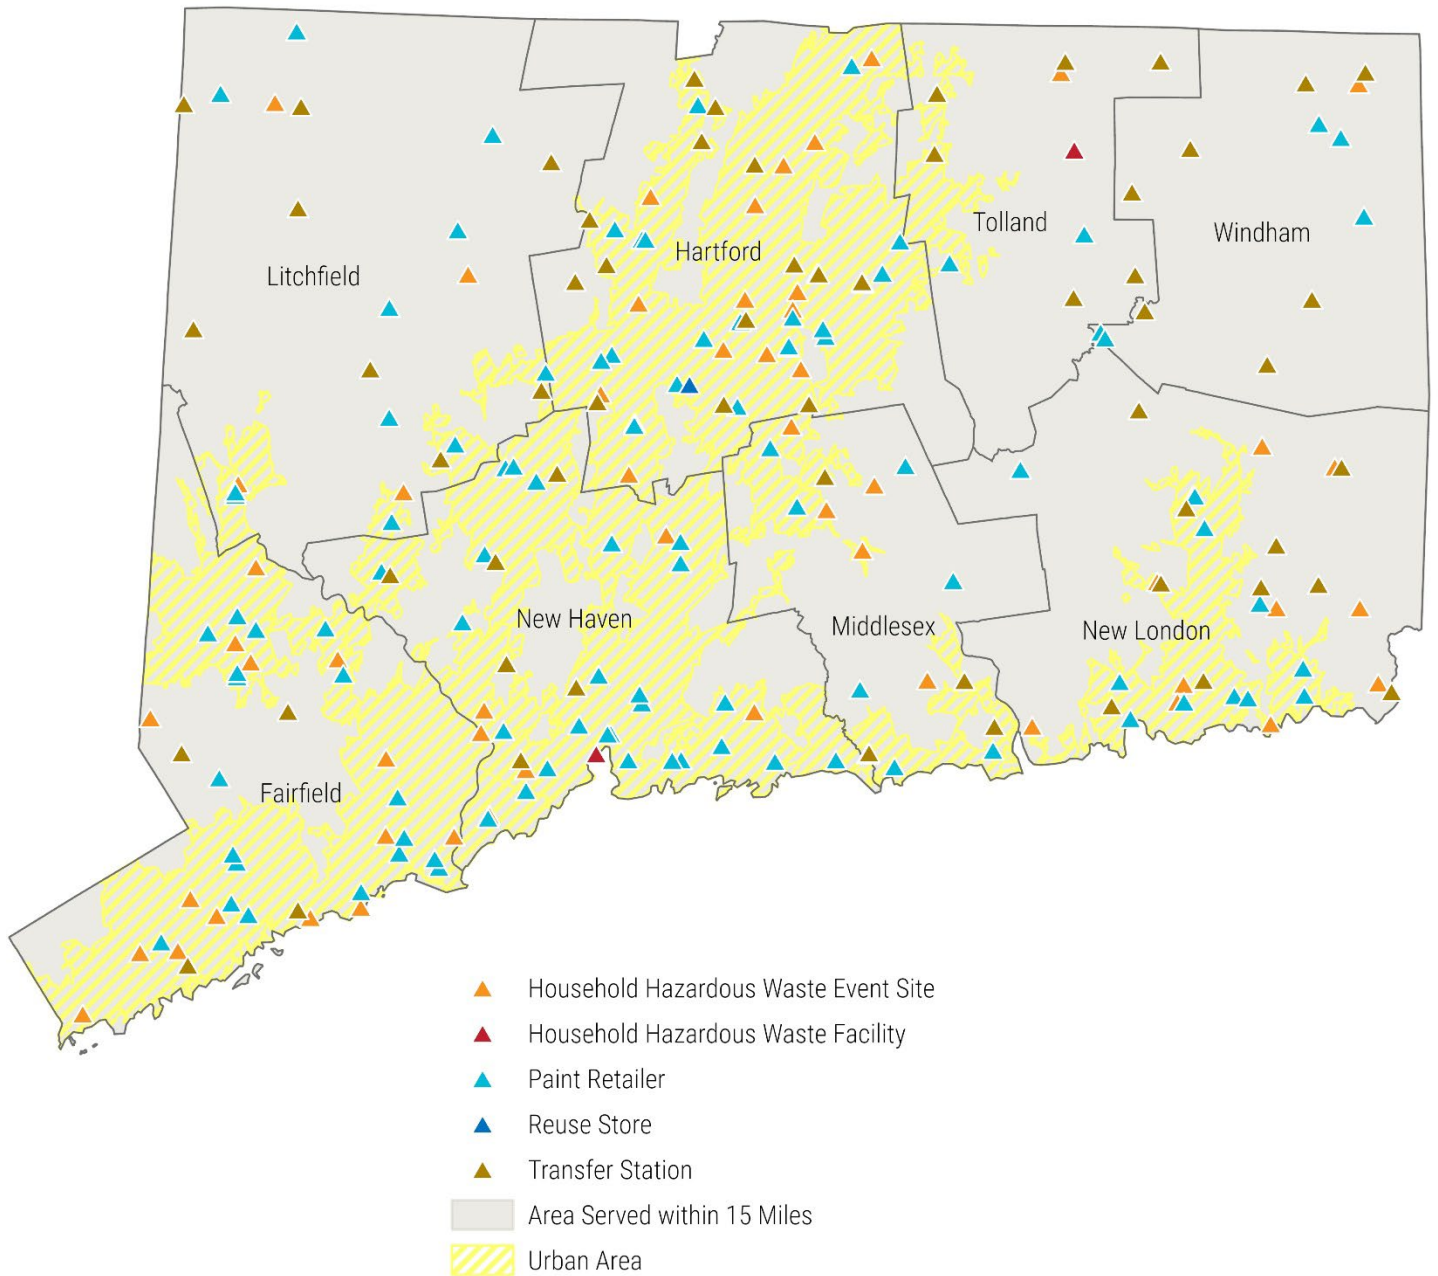 Hartford
Tolland
Windham
Litchfield
New Haven
Middlesex
New London
Fairfield
Household Hazardous Waste Event Site
Household Hazardous Waste Facility
Paint Retailer
Reuse Store
Transfer Station
Area Served within 15 Miles
Urban Area